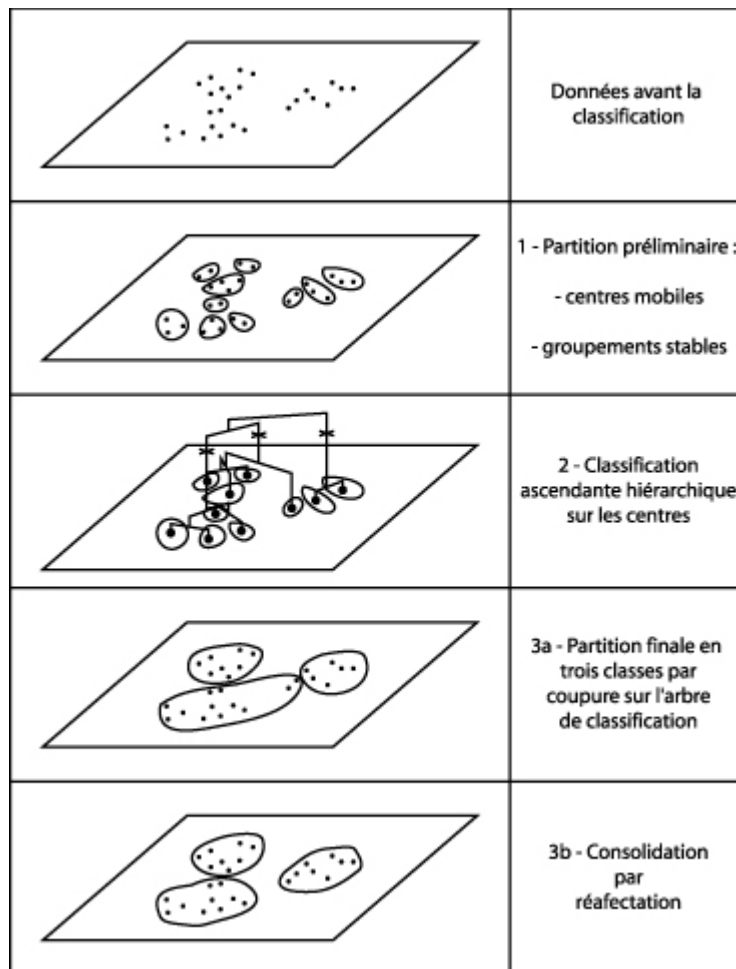 Données avant la
classification
1 - Partition préliminaire :
- centres mobiles
- groupements stables
2 - Classification
ascendante hiérarchique
sur les centres
3a - Partition finale en
trois classes par
coupure sur l'arbre
de classification
3b - Consolidation
par
réafectation